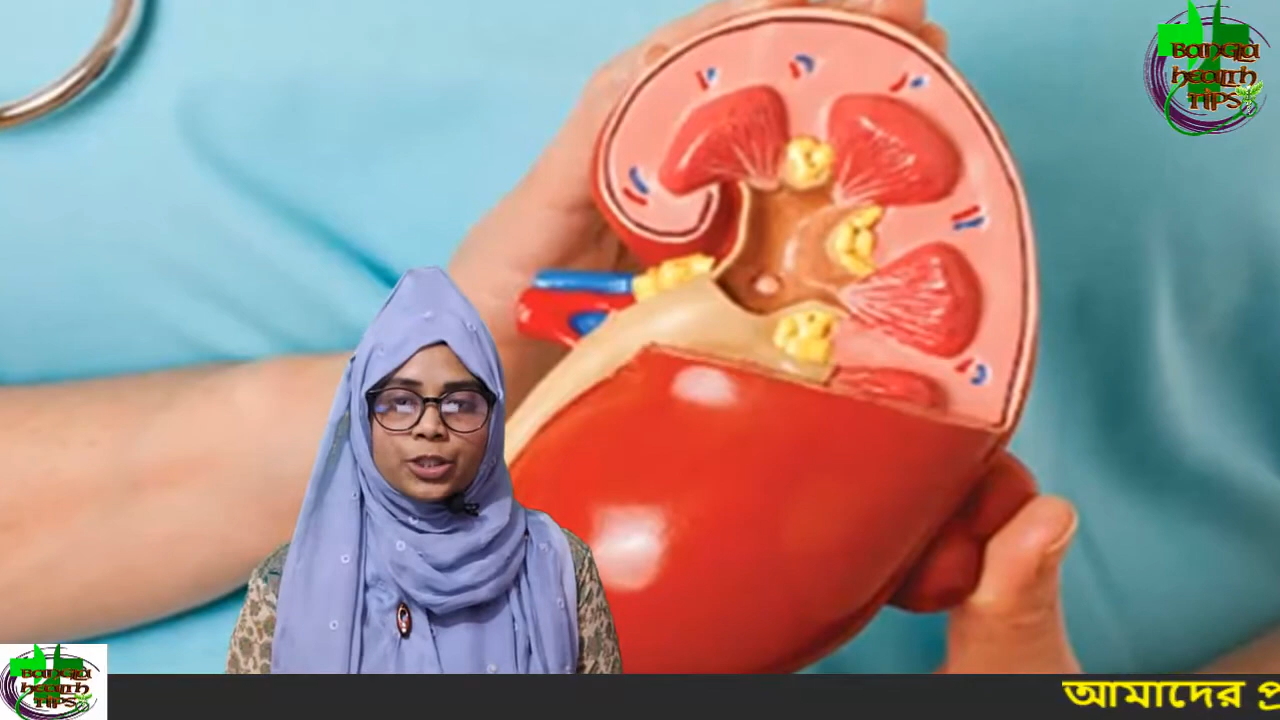 BANGLA
HEALTH
TIPS
BANGLA
HEALTH
TIPS
আমাদের